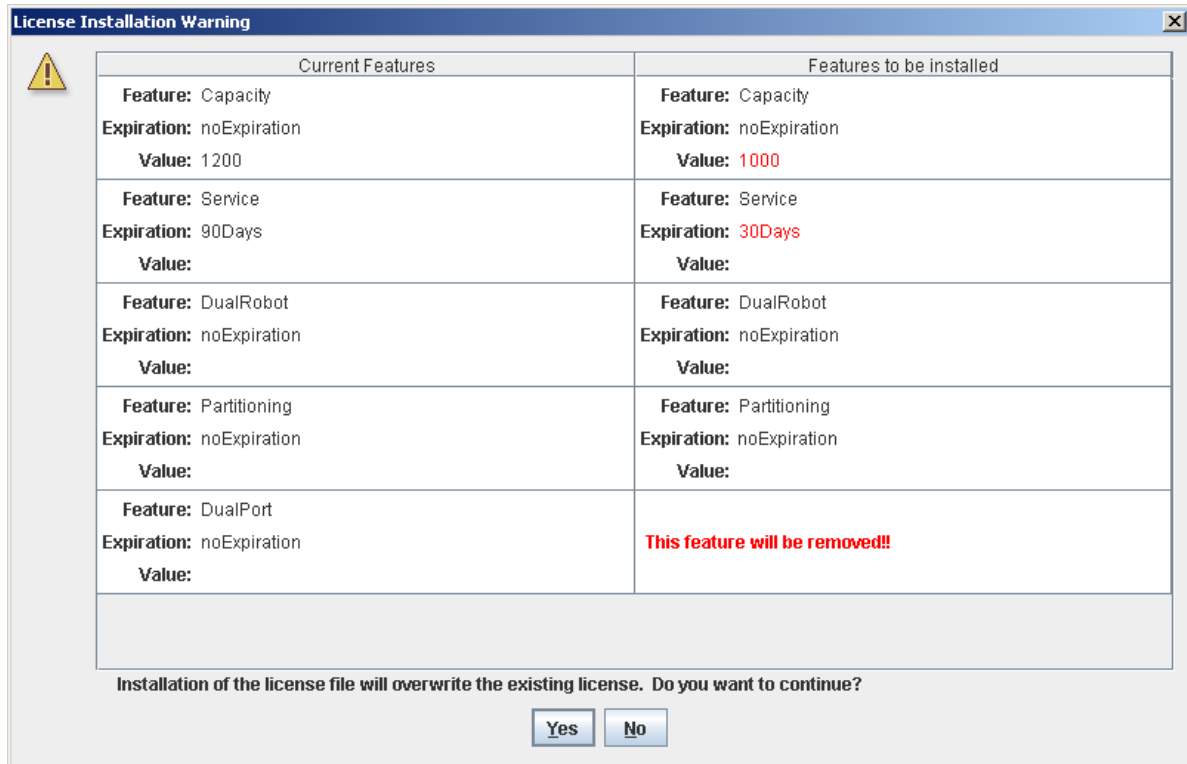 License Installation Warning
Current Features
Features to be installed
Feature: Capacity
Expiration: noExpiration
Value: 1200
Feature: Capacity
Expiration: noExpiration
Value: 1000
Feature: Service
Expiration: 90Days
Value:
Feature: Service
Expiration: 30Days
Value:
Feature: DualRobot
Expiration: noExpiration
Value:
Feature: DualRobot
Expiration: noExpiration
Value:
Feature: Partitioning
Expiration: noExpiration
Value:
Feature: Partitioning
Expiration: noExpiration
Value:
Feature: DualPort
Expiration: noExpiration
Value:
This feature will be removed!!
Installation of the license file will overwrite the existing license. Do you want to continue?
Yes
No